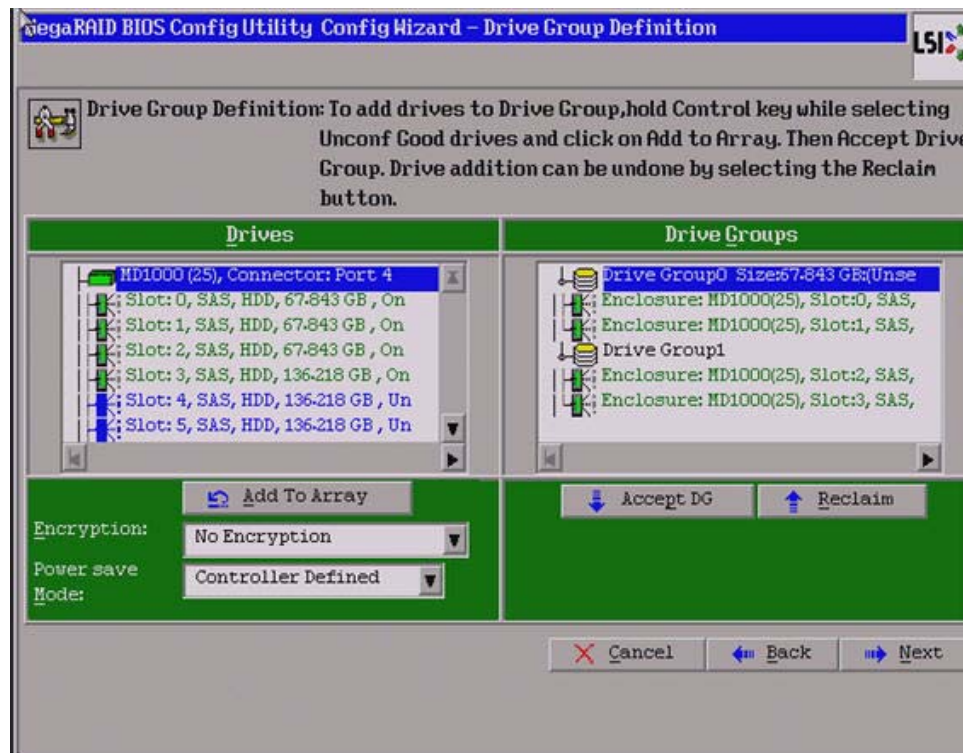 MegaRAID BIOS Config Utility Config Wizard – Drive Group Definition
LSI
Drive Group Definition: To add drives to Drive Group,hold Control key while selecting
Unconf Good drives and click on Add to Array. Then Accept Drive
Group. Drive addition can be undone by selecting the Reclaim
button.
Drives
MD1000 (25), Connector: Port 4
Slot: 0, SAS, HDD, 67.843 GB , On
Slot: 1, SAS, HDD, 67.843 GB , On
Slot: 2, SAS, HDD, 67.843 GB , On
Slot: 3, SAS, HDD, 136.218 GB , On
Slot: 4, SAS, HDD, 136.218 GB , Un
Slot: 5, SAS, HDD, 136.218 GB , Un
Add To Array
Encryption:
No Encryption
Power save
Mode:
Controller Defined
Drive Groups
Drive Group0 Size:67.843 GB:(Unse
Enclosure: MD1000(25), Slot:0, SAS,
Enclosure: MD1000(25), Slot:1, SAS,
Drive Group1
Enclosure: MD1000(25), Slot:2, SAS,
Enclosure: MD1000(25), Slot:3, SAS,
Accept DG
Reclaim
Cancel
Back
Next